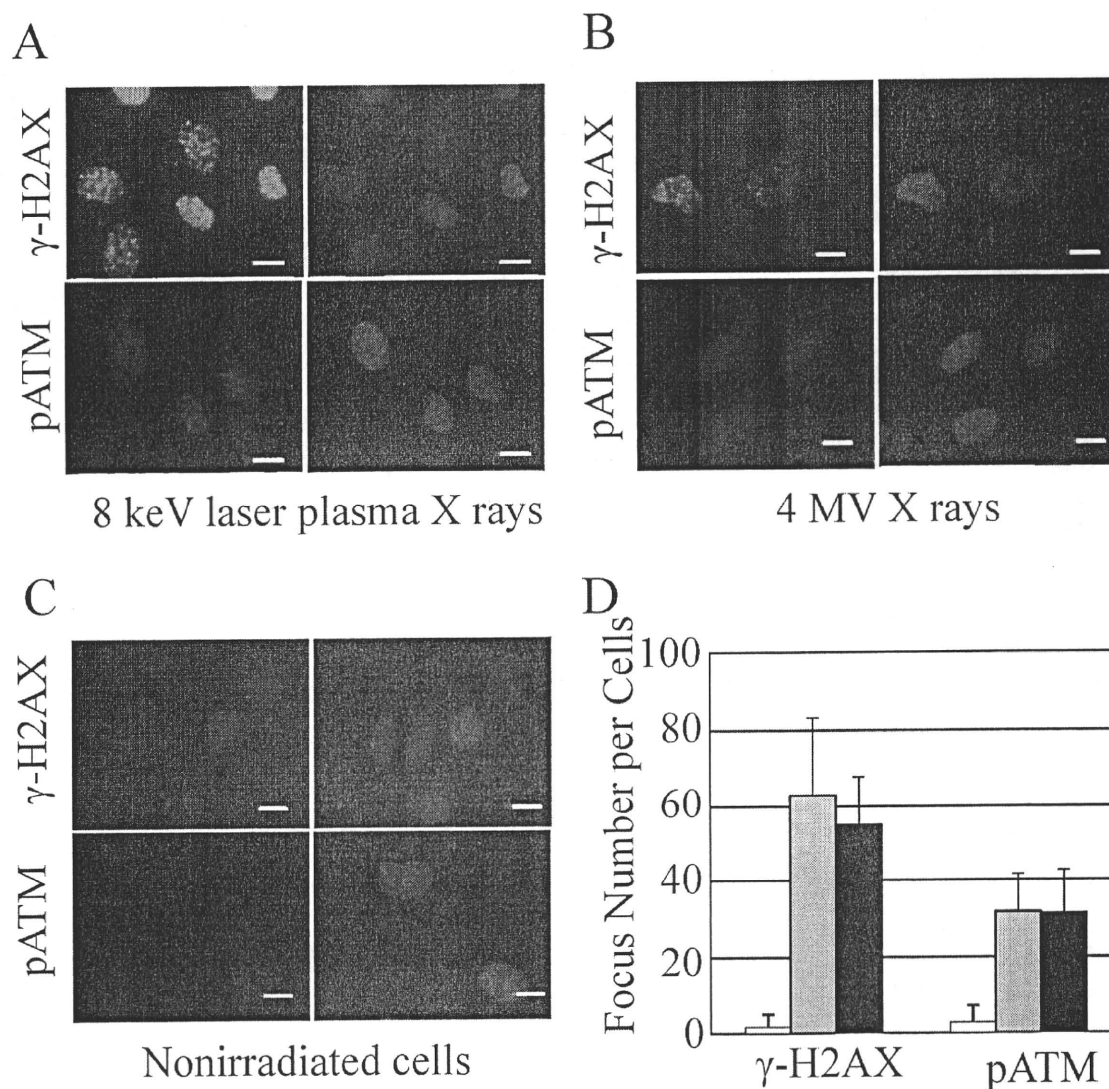 A
γ-H2AX
pATM
8 keV laser plasma X rays
B
γ-H2AX
pATM
4 MV X rays
C
γ-H2AX
pATM
Nonirradiated cells
D
Focus Number per Cells
100
80
60
40
20
0
γ-H2AX
pATM